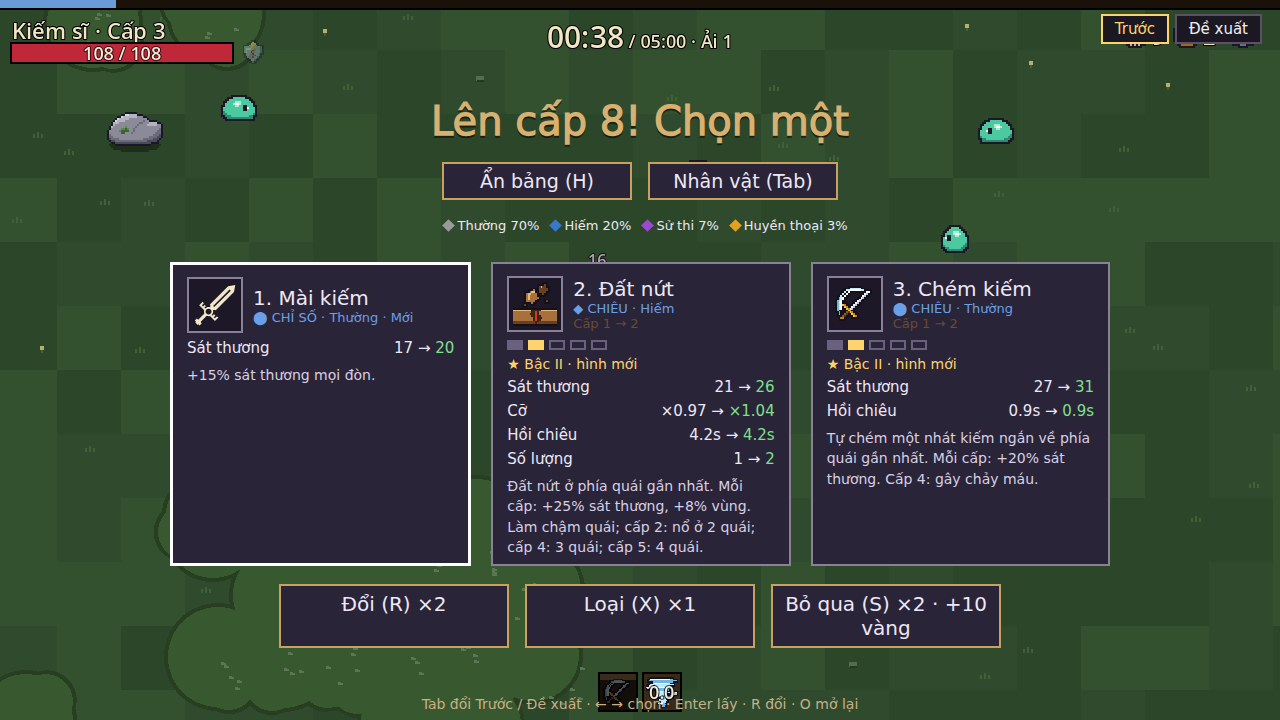 Kiếm sĩ · Cấp 3
108 / 108
00:38 / 05:00 · Ải 1
Trước
Đề xuất
Lên cấp 8! Chọn một
Ẩn bảng (H)
Nhân vật (Tab)
Thường 70% Hiếm 20% Sử thi 7% Huyền thoại 3%
16
1. Mài kiếm
CHỈ SỐ · Thường · Mới
Sát thương 17 → 20
+15% sát thương mọi đòn.
2. Đất nứt
CHIÊU · Hiếm
Cấp 1 → 2
★ Bậc II · hình mới
Sát thương 21 → 26
Cỡ ×0.97 → ×1.04
Hồi chiêu 4.2s → 4.2s
Số lượng 1 → 2
Đất nứt ở phía quái gần nhất. Mỗi
cấp: +25% sát thương, +8% vùng.
Làm chậm quái; cấp 2: nổ ở 2 quái;
cấp 4: 3 quái; cấp 5: 4 quái.
3. Chém kiếm
CHIÊU · Thường
Cấp 1 → 2
★ Bậc II · hình mới
Sát thương 27 → 31
Hồi chiêu 0.9s → 0.9s
Tự chém một nhát kiếm ngắn về phía
quái gần nhất. Mỗi cấp: +20% sát
thương. Cấp 4: gây chảy máu.
Đổi (R) ×2
Loại (X) ×1
Bỏ qua (S) ×2 · +10
vàng
0.0
Tab đổi Trước / Đề xuất · ← → chọn · Enter lấy · R đổi · O mở lại